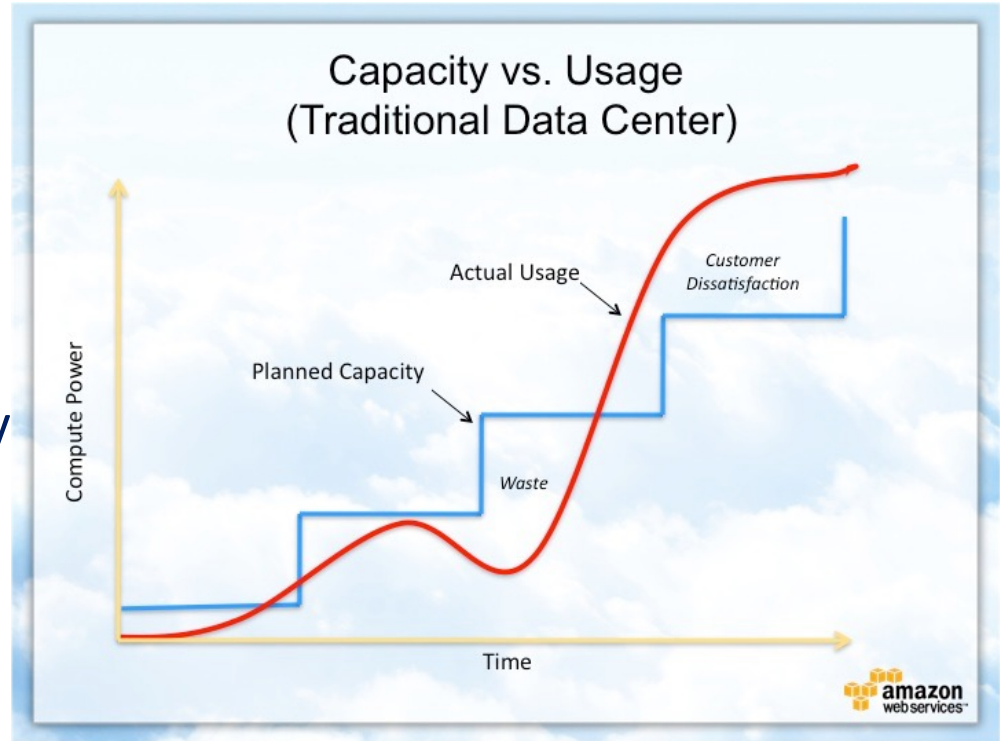 Capacity vs. Usage
(Traditional Data Center)
Actual Usage
Customer
Dissatisfaction
Planned Capacity
Compute Power
y
Waste
Time
amazon
webservices™